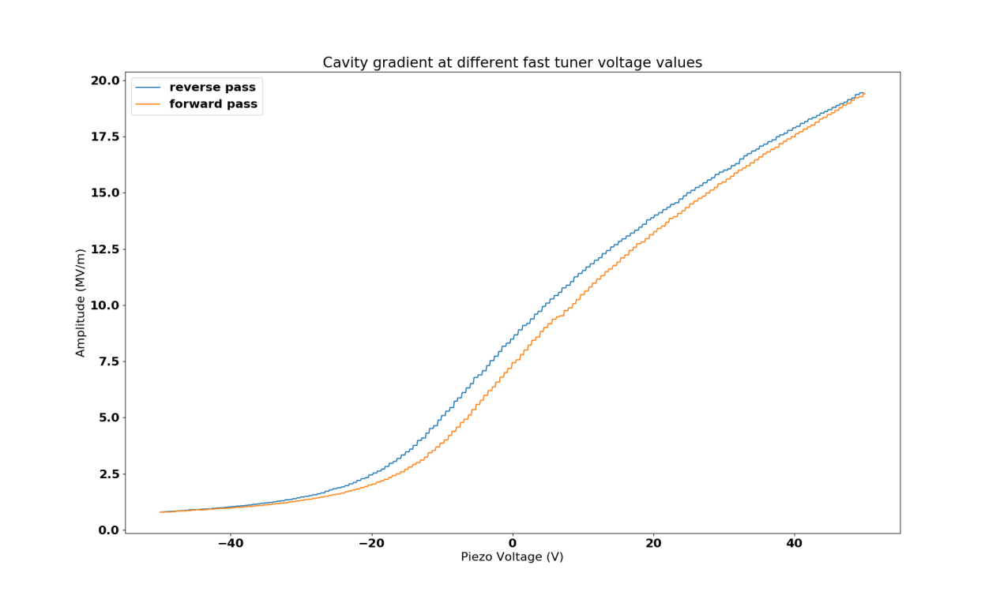 Cavity gradient at different fast tuner voltage values
reverse pass
forward pass
20.0
17.5
15.0
12.5
10.0
7.5
5.0
2.5
0.0
Amplitude (MV/m)
−40
−20
0
20
40
Piezo Voltage (V)